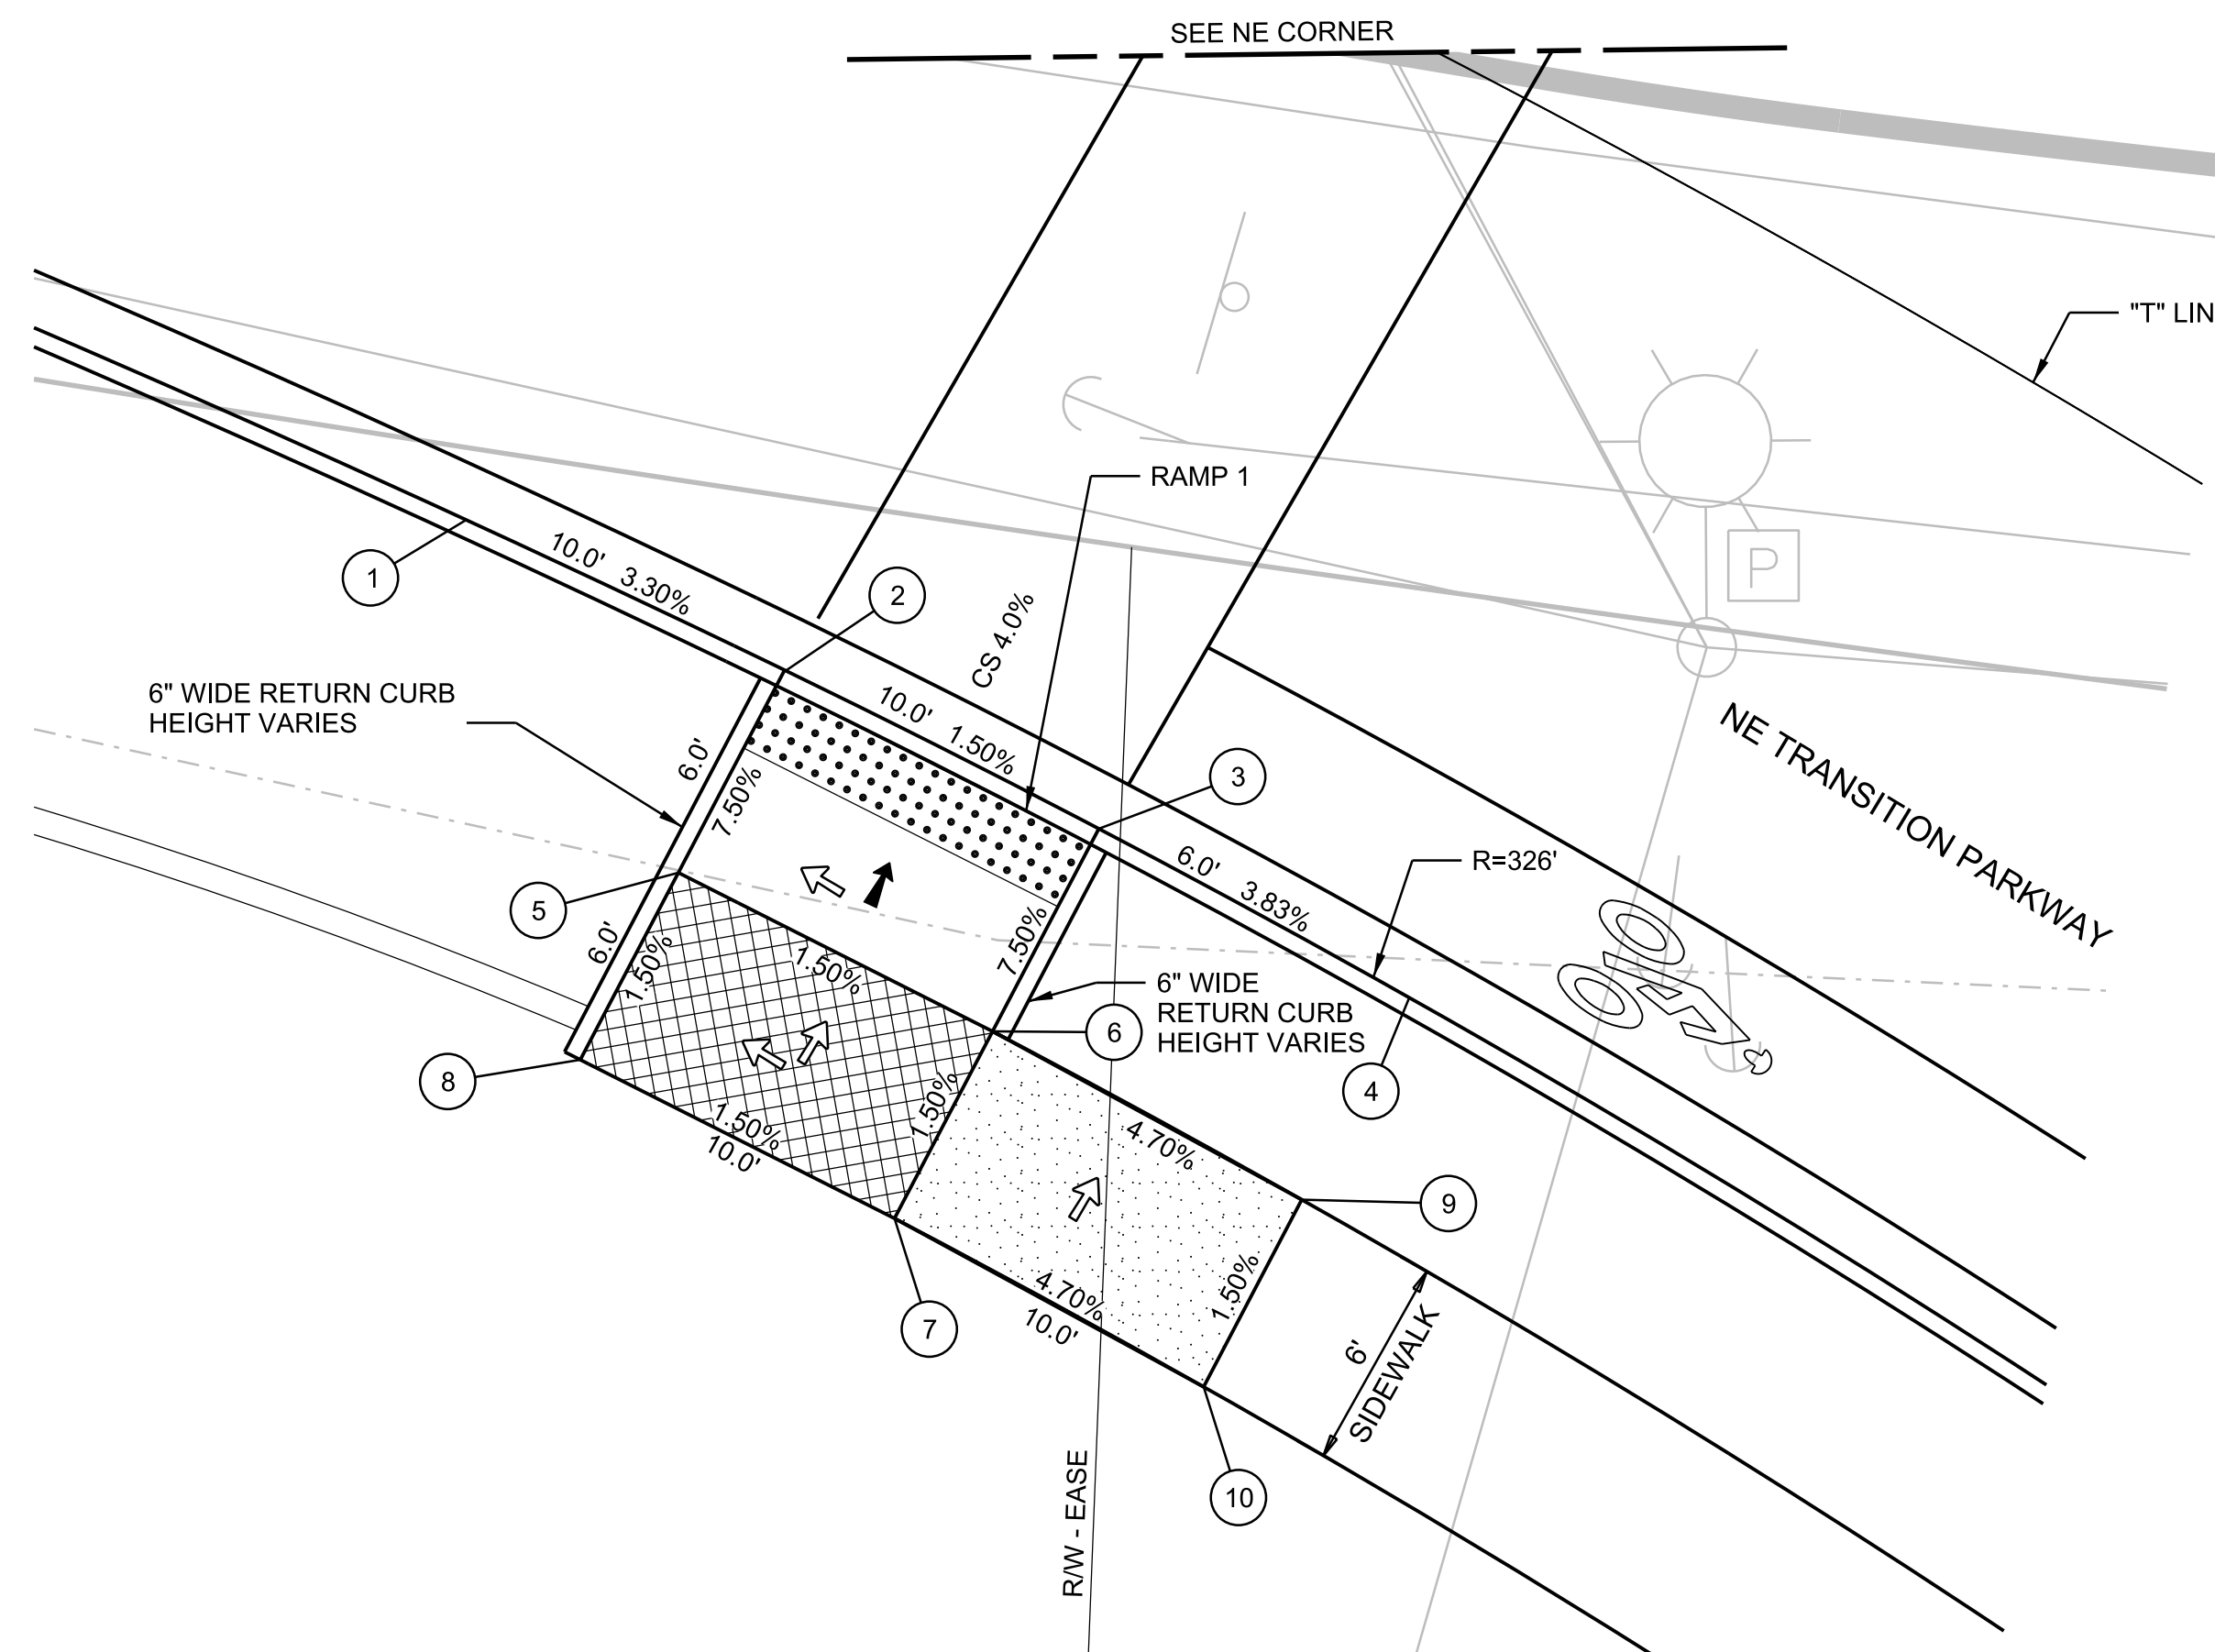 SEE NE CORNER
"T" LIN
RAMP 1
10.0' 3.30%
1
2
CS 4.0%
P
6" WIDE RETURN CURB
HEIGHT VARIES
6.0'
7.50%
10.0' 1.50%
3
NE TRANSITION PARKWAY
6.0' 3.83%
R=326'
5
6.0'
1.50%
1.50%
7.50%
6" WIDE
RETURN CURB
HEIGHT VARIES
6
8
4
1.50%
10.0'
1.50%
4.70%
9
4.70%
10.0'
1.50%
7
6'
SIDEWALK
10
R/W - EASE